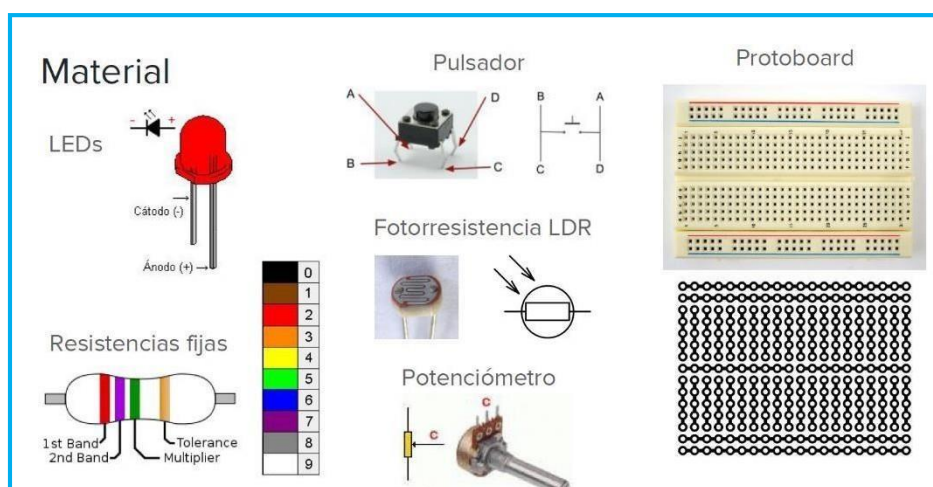 Material
LEDs
- +
Cátodo (-)
Ánodo (+)
Resistencias fijas
1st Band
2nd Band
Tolerance
Multiplier
0
1
2
3
4
5
6
7
8
9
Pulsador
A
D
B
C
B
A
C
D
Fotorresistencia LDR
Potenciómetro
C
C
Protoboard